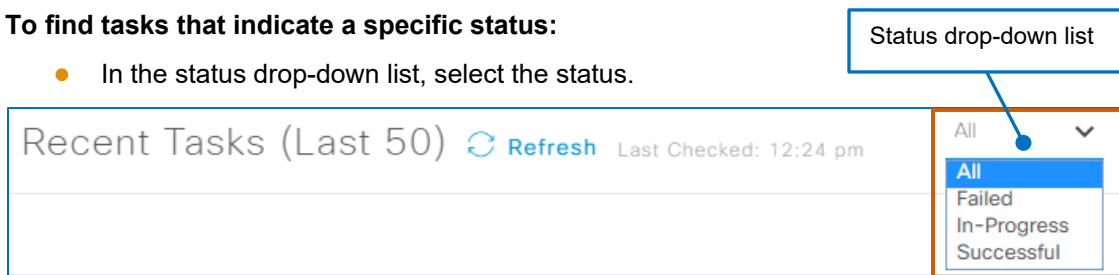 To find tasks that indicate a specific status:
Status drop-down list
● In the status drop-down list, select the status.
Recent Tasks (Last 50) Refresh Last Checked: 12:24 pm
All
All
Failed
In-Progress
Successful